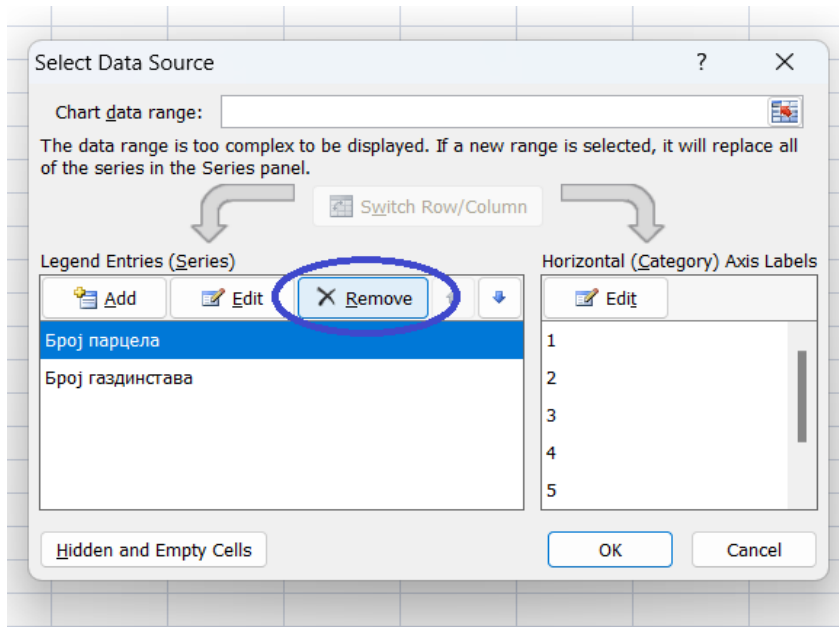 Select Data Source
?
Chart data range:
The data range is too complex to be displayed. If a new range is selected, it will replace all
of the series in the Series panel.
Switch Row/Column
Legend Entries (Series)
Horizontal (Category) Axis Labels
Add
Edit
Remove
Edit
Број парцела
Број газдинстава
1
2
3
4
5
Hidden and Empty Cells
OK
Cancel